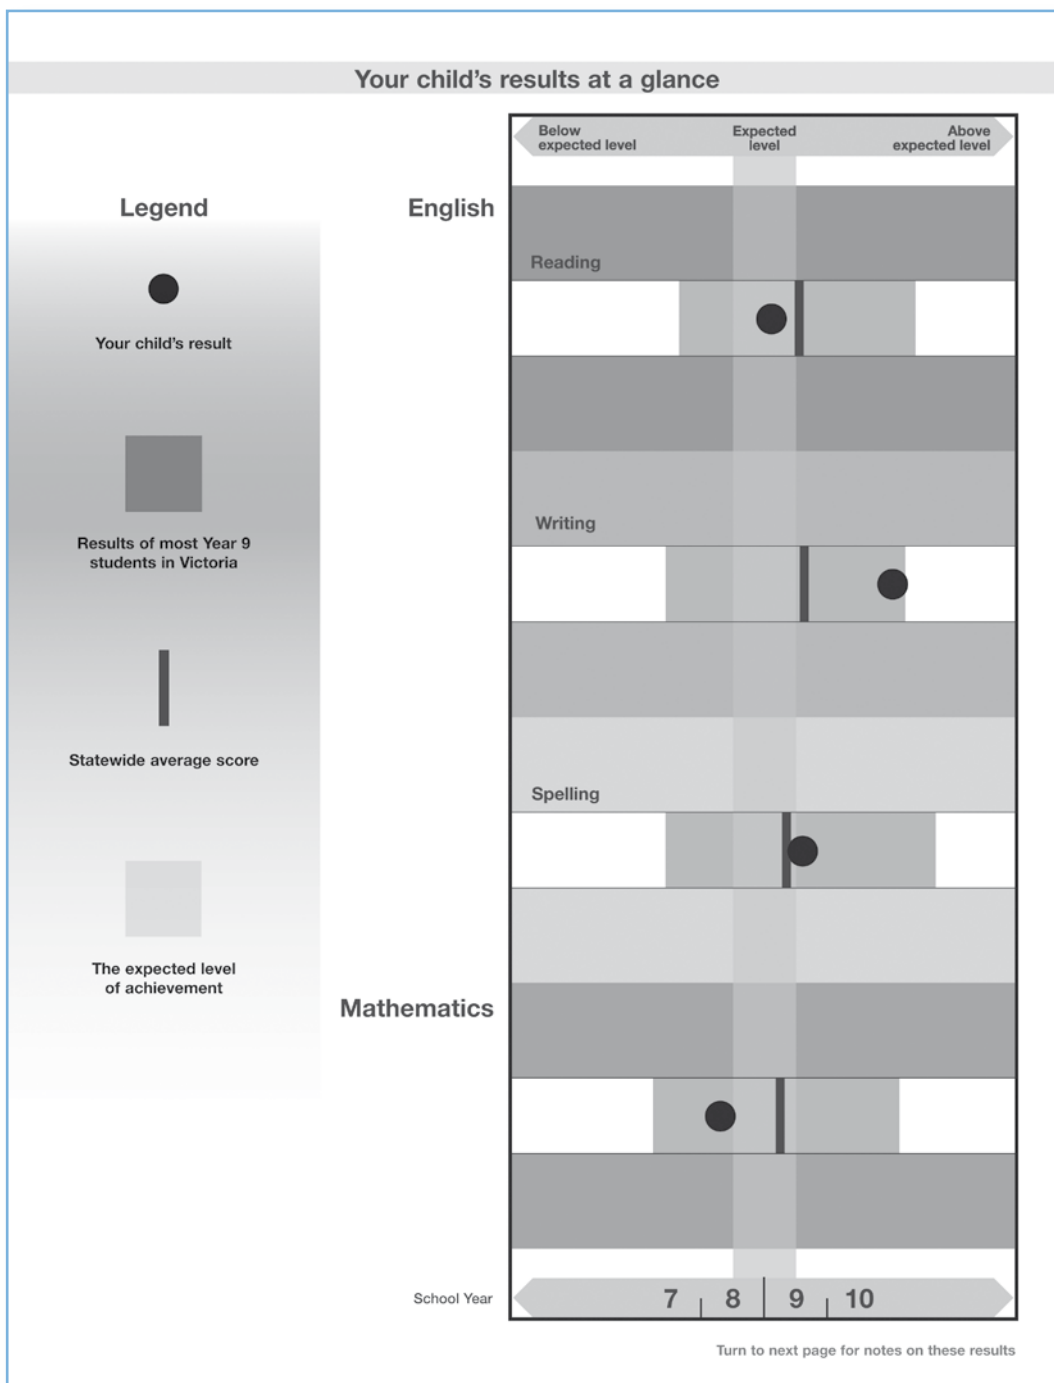 Your child's results at a glance
Legend
Your child's result
Results of most Year 9
students in Victoria
Statewide average score
The expected level
of achievement
Below
expected level
Expected
level
Above
expected level
English
Reading
Writing
Spelling
Mathematics
School Year
7 8 9 10
Turn to next page for notes on these results